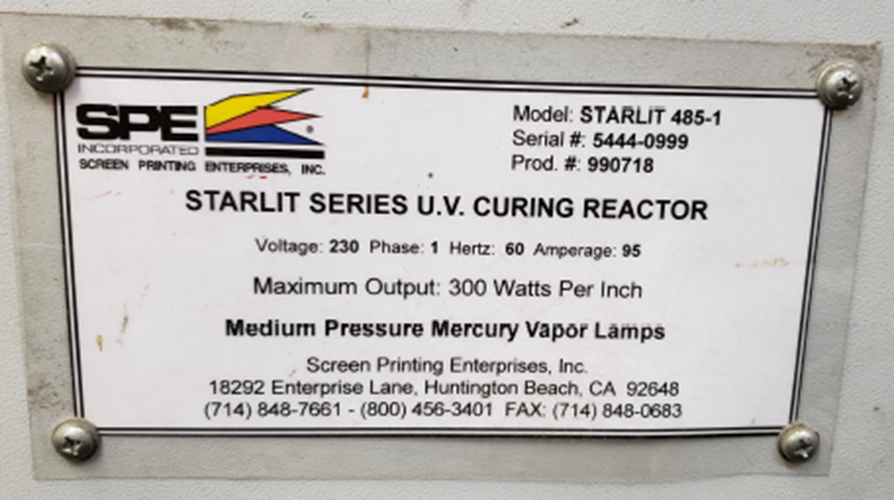 SPE
INCORPORATED
SCREEN PRINTING ENTERPRISES, INC.
®
Model: STARLIT 485-1
Serial #: 5444-0999
Prod. #: 990718
STARLIT SERIES U.V. CURING REACTOR
Voltage: 230 Phase: 1 Hertz: 60 Amperage: 95
Maximum Output: 300 Watts Per Inch
Medium Pressure Mercury Vapor Lamps
Screen Printing Enterprises, Inc.
18292 Enterprise Lane, Huntington Beach, CA 92648
(714) 848-7661 - (800) 456-3401 FAX: (714) 848-0683